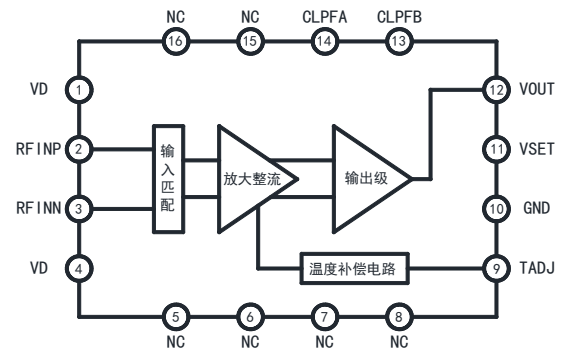 NC NC CLPFA CLPFB
16 15 14 13
VD 1 12 VOUT
RFINP 2 输入匹配 放大整流 输出级 11 VSET
RFINN 3 10 GND
VD 4 温度补偿电路 9 TADJ
5 6 7 8
NC NC NC NC